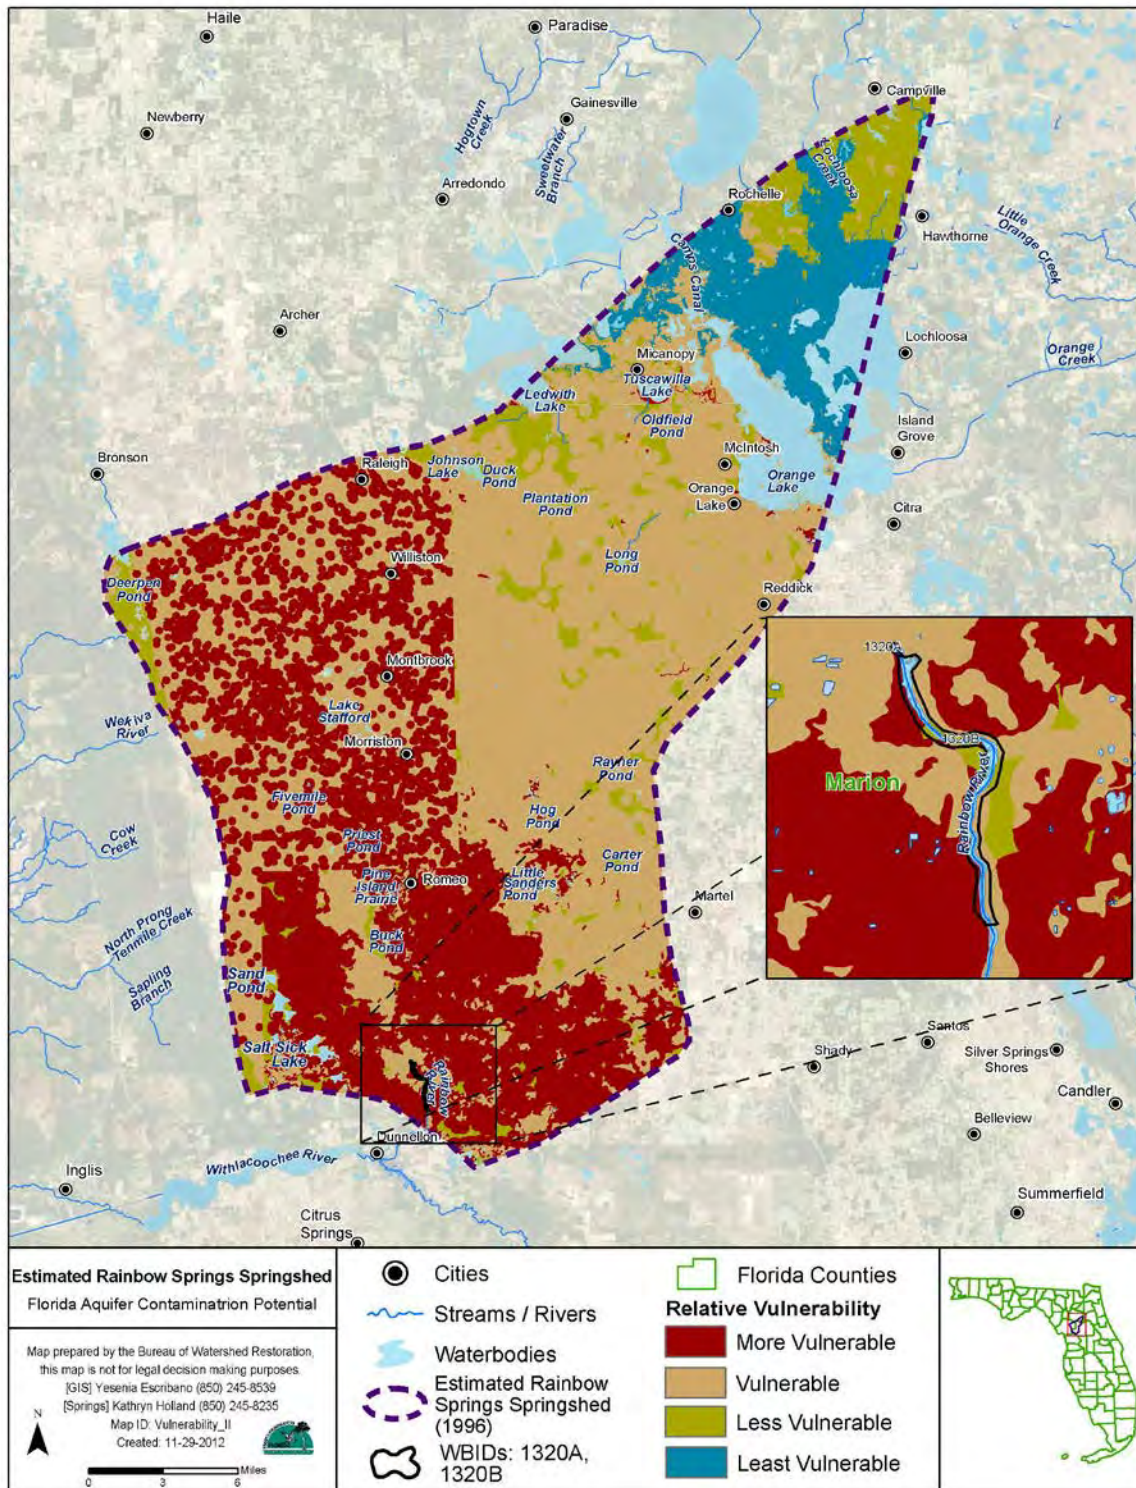 Haile
Paradise
Newberry
Gainesville
Campville
Hogtown
Creek
Sweetwater
Branch
Arredondo
Lochloosa
Creek
Rochelle
Hawthorne
Little
Orange Creek
Camps Canal
Archer
Lochloosa
Orange
Creek
Micanopy
Tuscawilla
Lake
Ledwith
Lake
Oldfield
Pond
Island
Grove
Bronson
Raleigh
Johnson
Lake
Duck
Pond
McIntosh
Orange
Lake
Plantation
Pond
Orange
Lake
Citra
Williston
Long
Pond
Deerpen
Pond
Reddick
1320A
Montbrook
Lake
Stafford
Wekiva
River
Morriston
1320B
Rayner
Pond
Marion
Rainbow River
Fivemile
Pond
Hog
Pond
Cow
Creek
Priest
Pond
Carter
Pond
Pine
Island
Prairie
Romeo
Little
Sanders
Pond
Martel
North Prong
Tenmile Creek
Buck
Pond
Sapling
Branch
Sand
Pond
Salt Sick
Lake
Santos
Shady
Silver Springs
Shores
Rainbow
River
Candler
Belleview
Dunnellon
Withlacoochee River
Inglis
Summerfield
Citrus
Springs
Estimated Rainbow Springs Springshed
Florida Aquifer Contaminatrion Potential
Map prepared by the Bureau of Watershed Restoration,
this map is not for legal decision making purposes.
[GIS] Yesenia Escribano (850) 245-8539
[Springs] Kathryn Holland (850) 245-8235
Map ID: Vulnerability_II
Created: 11-29-2012
N
Miles
0 3 6
Cities
Streams / Rivers
Waterbodies
Estimated Rainbow
Springs Springshed
(1996)
WBIDs: 1320A,
1320B
Florida Counties
Relative Vulnerability
More Vulnerable
Vulnerable
Less Vulnerable
Least Vulnerable